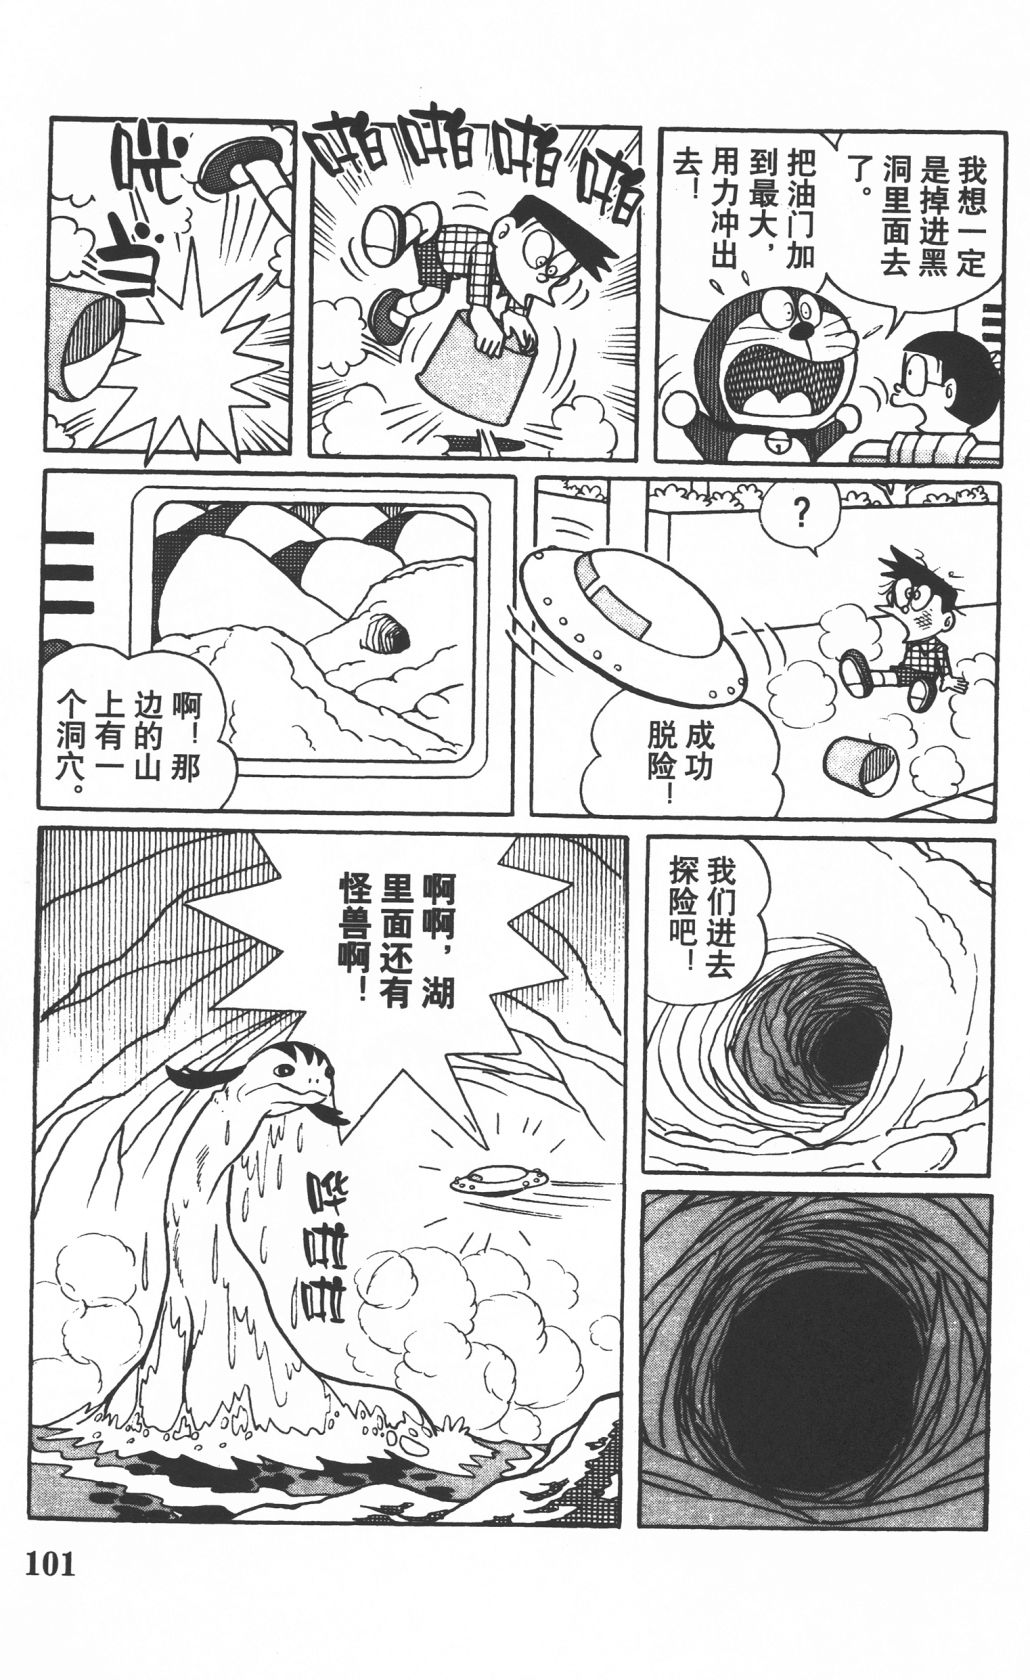 我想一定
是掉进黑
洞里面去
了。
把油门加
到最大，
用力冲出
去！
啪啪啪啪
咣
当
？
成功
脱险！
啊！那
边的山
上有一
个洞穴。
我们进去
探险吧！
啊啊，湖
里面还有
怪兽啊！
101